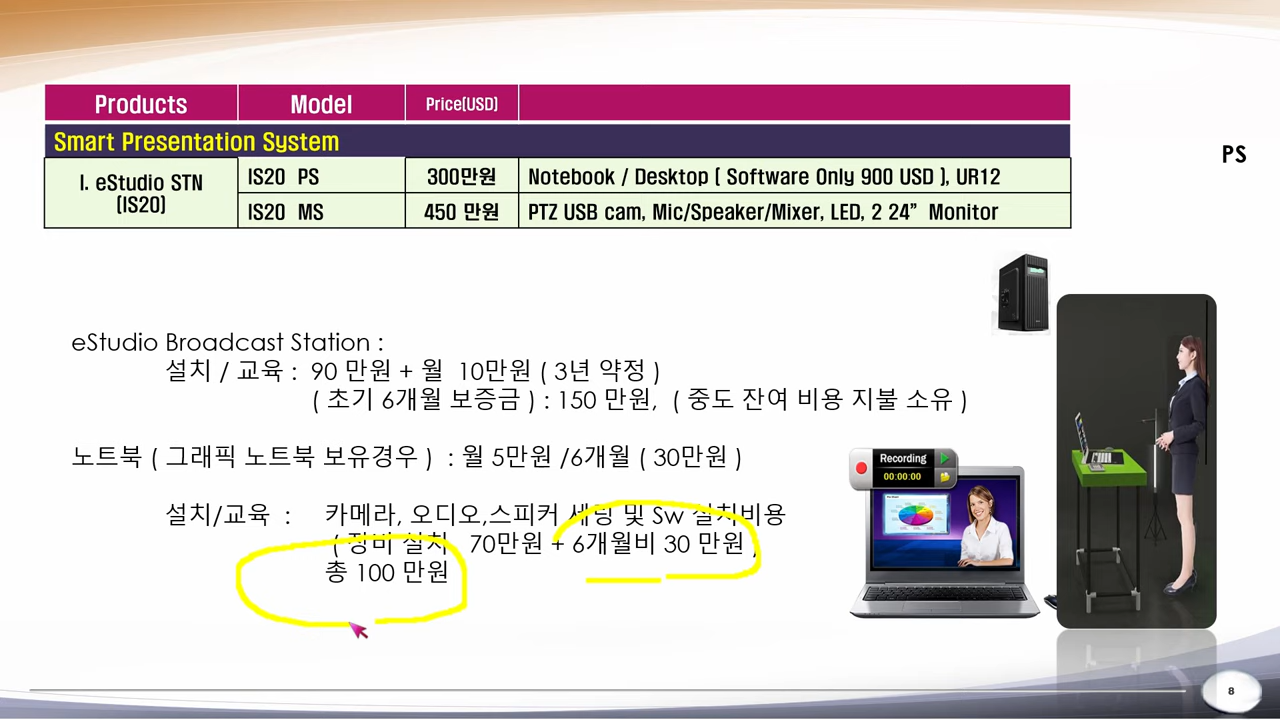 Products Model Price(USD)
Smart Presentation System
PS
I. eStudio STN
(IS20)
IS20 PS 300만원 Notebook / Desktop ( Software Only 900 USD ), UR12
IS20 MS 450 만원 PTZ USB cam, Mic/Speaker/Mixer, LED, 2 24” Monitor
eStudio Broadcast Station :
설치 / 교육 : 90 만원 + 월 10만원 ( 3년 약정 )
( 초기 6개월 보증금 ) : 150 만원, ( 중도 잔여 비용 지불 소유 )
노트북 ( 그래픽 노트북 보유경우 ) : 월 5만원 /6개월 ( 30만원 )
Recording
00:00:00
설치/교육 : 카메라, 오디오,스피커 세팅 및 Sw 설치비용
( 장비 설치 70만원 + 6개월비 30 만원 )
총 100 만원
8